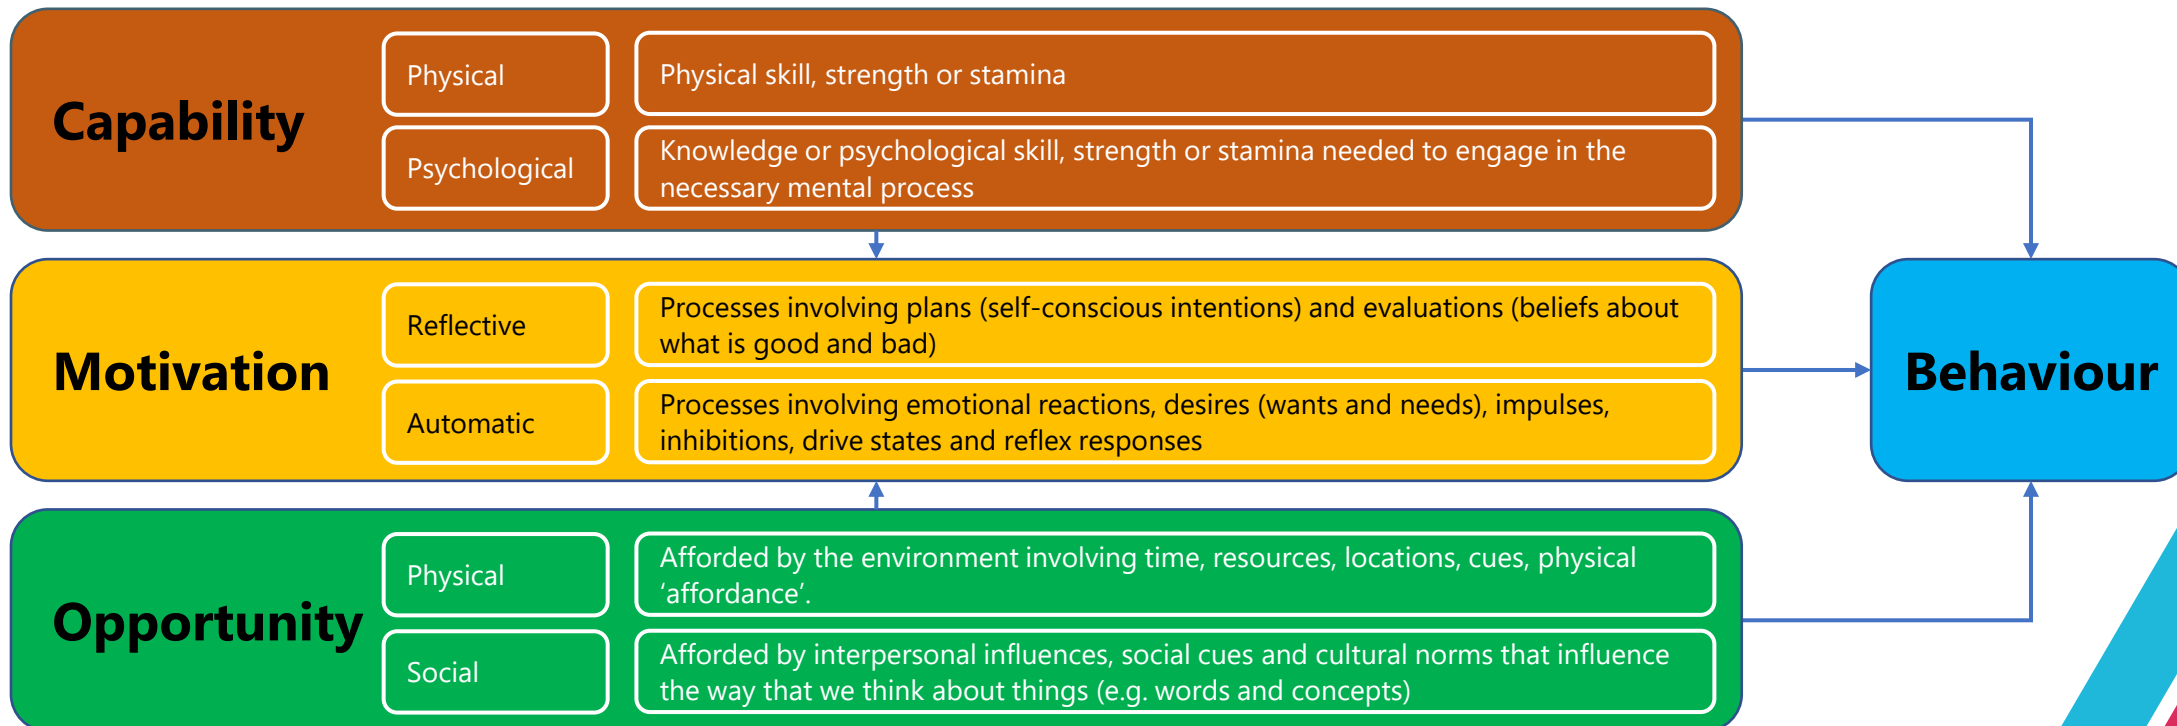 Capability
Physical
Physical skill, strength or stamina
Psychological
Knowledge or psychological skill, strength or stamina needed to engage in the
necessary mental process
Motivation
Reflective
Processes involving plans (self-conscious intentions) and evaluations (beliefs about
what is good and bad)
Automatic
Processes involving emotional reactions, desires (wants and needs), impulses,
inhibitions, drive states and reflex responses
Behaviour
Opportunity
Physical
Afforded by the environment involving time, resources, locations, cues, physical
‘affordance’.
Social
Afforded by interpersonal influences, social cues and cultural norms that influence
the way that we think about things (e.g. words and concepts)